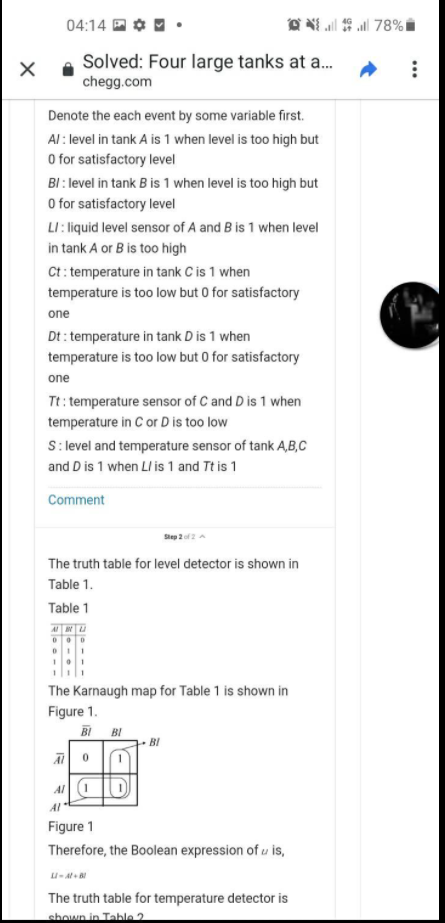 04:14
4G
78%
Solved: Four large tanks at a...
chegg.com
Denote the each event by some variable first.
Al : level in tank A is 1 when level is too high but
0 for satisfactory level
Bl : level in tank B is 1 when level is too high but
0 for satisfactory level
Ll : liquid level sensor of A and B is 1 when level
in tank A or B is too high
Ct : temperature in tank C is 1 when
temperature is too low but 0 for satisfactory
one
Dt : temperature in tank D is 1 when
temperature is too low but 0 for satisfactory
one
Tt : temperature sensor of C and D is 1 when
temperature in C or D is too low
S : level and temperature sensor of tank A,B,C
and D is 1 when Ll is 1 and Tt is 1
Comment
Step 2 of 2
The truth table for level detector is shown in
Table 1.
Table 1
Al Bl Ll
0 0 0
0 1 1
1 0 1
1 1 1
The Karnaugh map for Table 1 is shown in
Figure 1.
B̅l̅ Bl
Bl
A̅l̅ 0 1
Al 1 1
Al
Figure 1
Therefore, the Boolean expression of Ll is,
Ll = Al + Bl
The truth table for temperature detector is
shown in Table 2